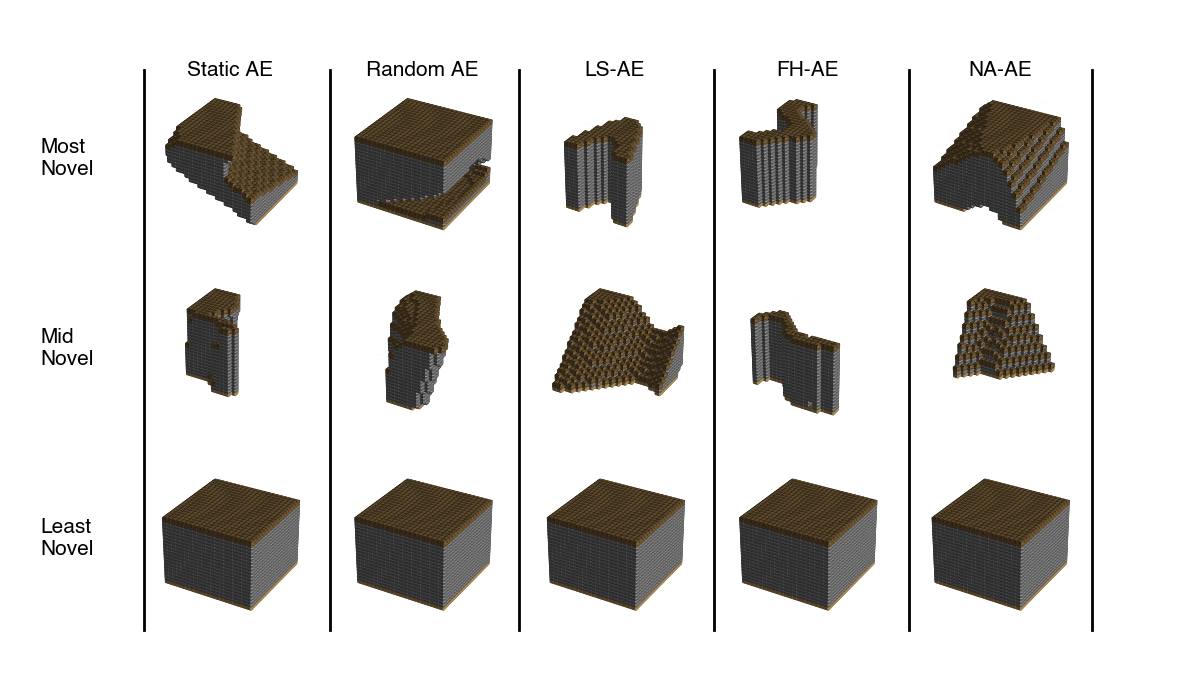 Static AE
Random AE
LS-AE
FH-AE
NA-AE
Most
Novel
Mid
Novel
Least
Novel